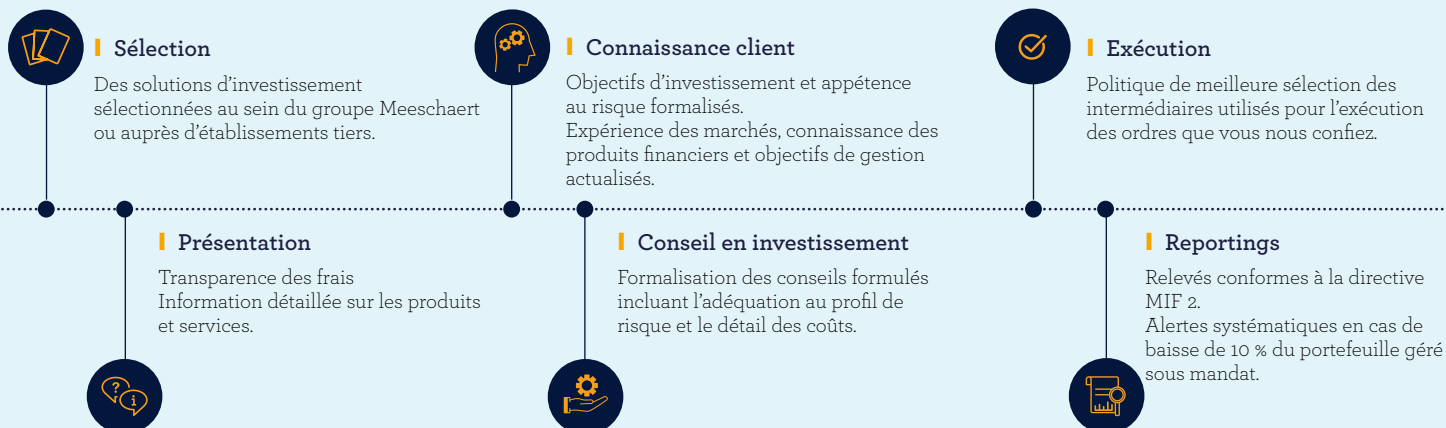 Sélection
Des solutions d'investissement
sélectionnées au sein du groupe Meeschaert
ou auprès d'établissements tiers.
Présentation
Transparence des frais
Information détaillée sur les produits
et services.
Connaissance client
Objectifs d'investissement et appétence
au risque formalisés.
Expérience des marchés, connaissance des
produits financiers et objectifs de gestion
actualisés.
Conseil en investissement
Formalisation des conseils formulés
incluant l'adéquation au profil de
risque et le détail des coûts.
Exécution
Politique de meilleure sélection des
intermédiaires utilisés pour l'exécution
des ordres que vous nous confiez.
Reportings
Relevés conformes à la directive
MIF 2.
Alertes systématiques en cas de
baisse de 10 % du portefeuille géré
sous mandat.